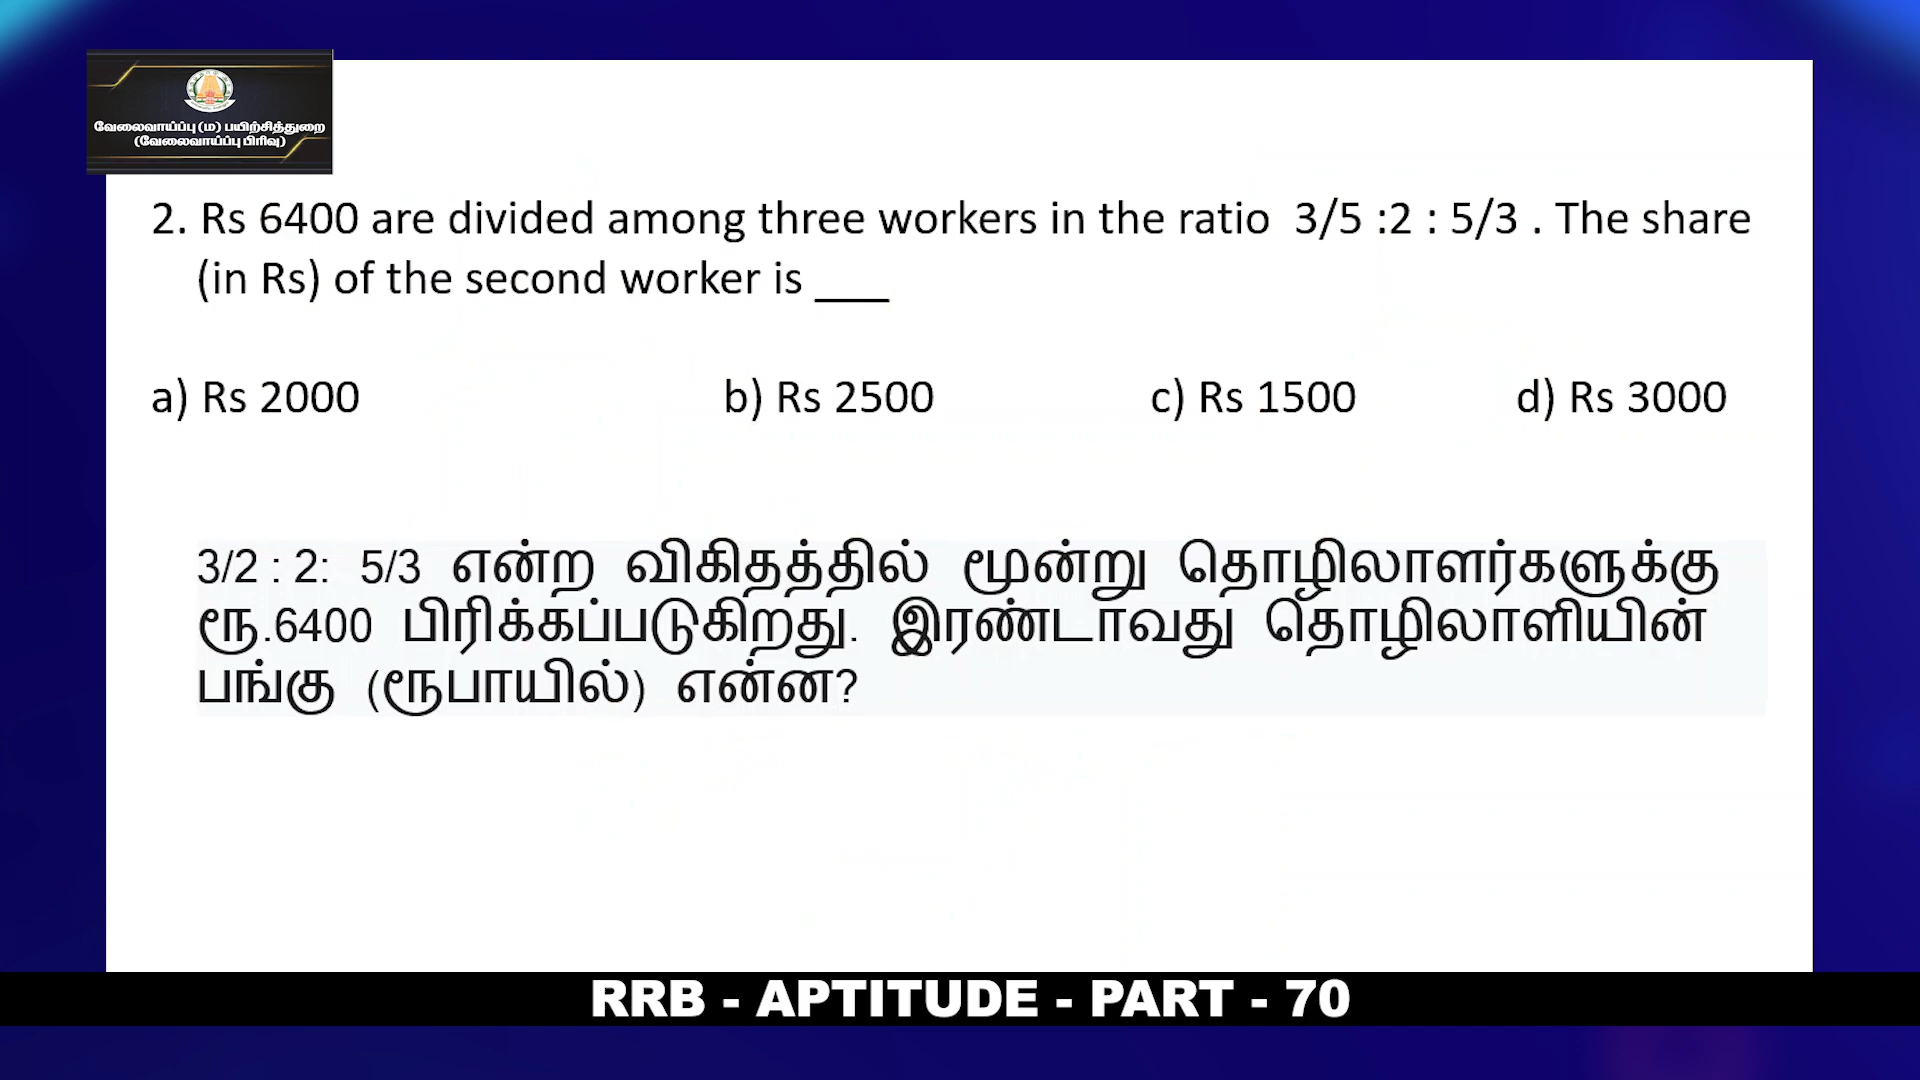 வேலைவாய்ப்பு (ம) பயிற்சித்துறை
(வேலைவாய்ப்பு பிரிவு)
2. Rs 6400 are divided among three workers in the ratio 3/5 :2 : 5/3 . The share
(in Rs) of the second worker is ___
a) Rs 2000 b) Rs 2500 c) Rs 1500 d) Rs 3000
3/2 : 2: 5/3 என்ற விகிதத்தில் மூன்று தொழிலாளர்களுக்கு
ரூ.6400 பிரிக்கப்படுகிறது. இரண்டாவது தொழிலாளியின்
பங்கு (ரூபாயில்) என்ன?
RRB - APTITUDE - PART - 70